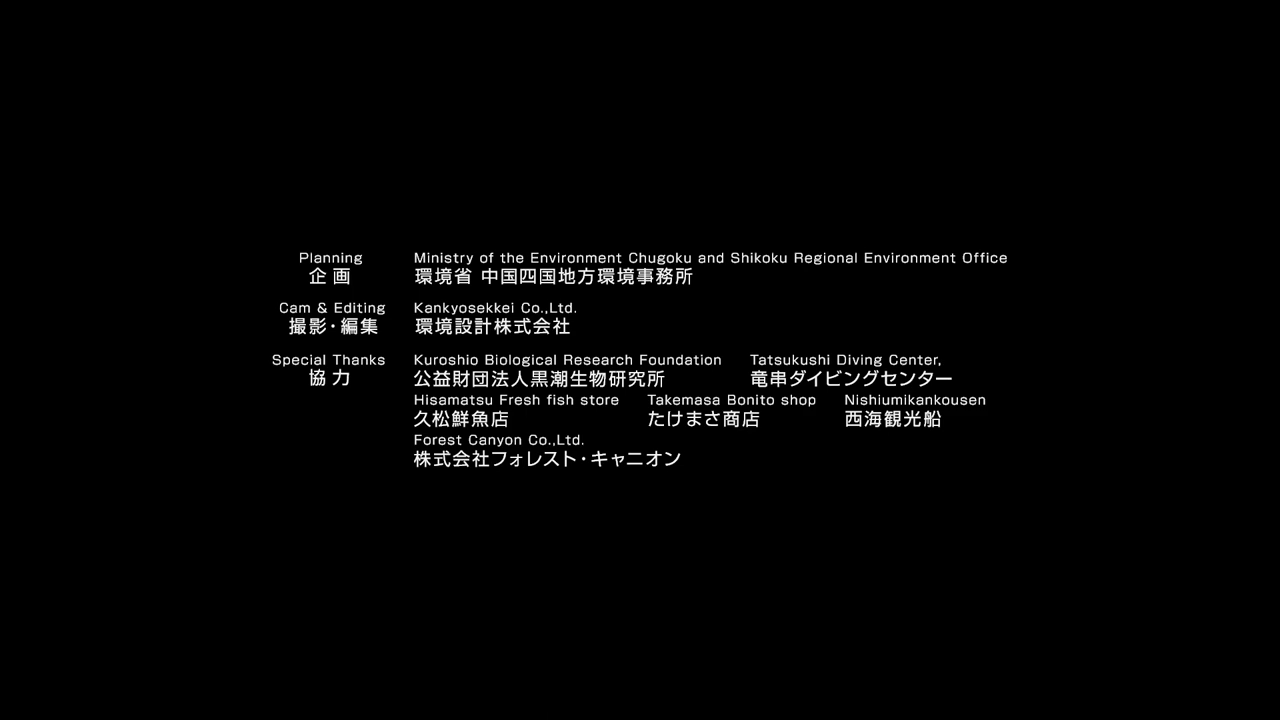 Planning Ministry of the Environment Chugoku and Shikoku Regional Environment Office
企画 環境省 中国四国地方環境事務所
Cam & Editing Kankyosekkei Co.,Ltd.
撮影・編集 環境設計株式会社
Special Thanks Kuroshio Biological Research Foundation Tatsukushi Diving Center,
協力 公益財団法人黒潮生物研究所 竜串ダイビングセンター
Hisamatsu Fresh fish store Takemasa Bonito shop Nishiumikankousen
久松鮮魚店 たけまさ商店 西海観光船
Forest Canyon Co.,Ltd.
株式会社フォレスト・キャニオン